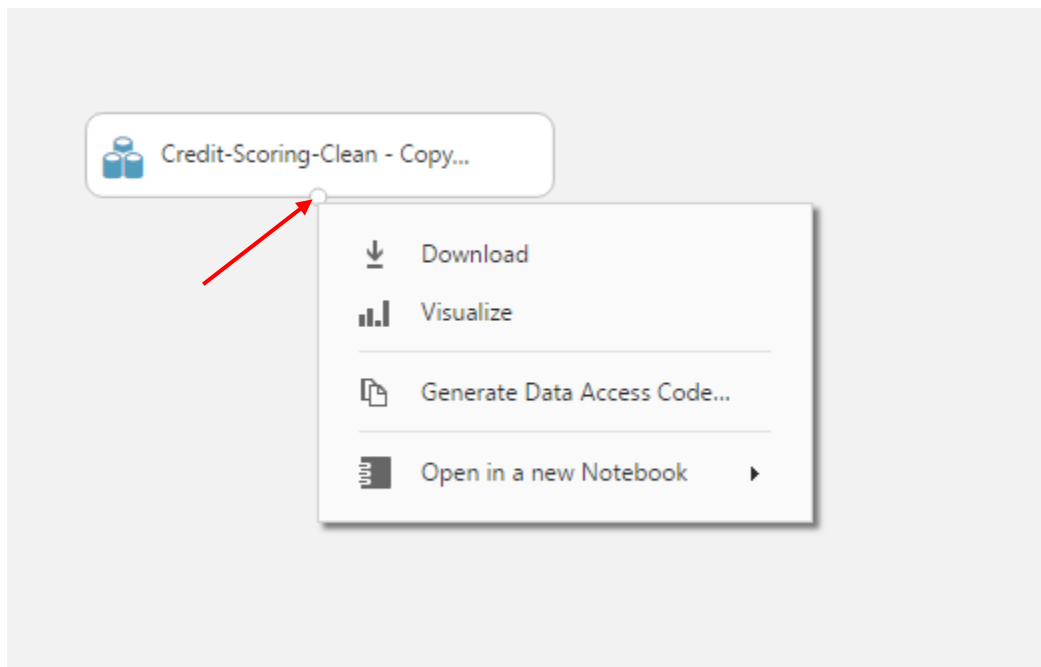 Credit-Scoring-Clean - Copy...
Download
Visualize
Generate Data Access Code...
Open in a new Notebook